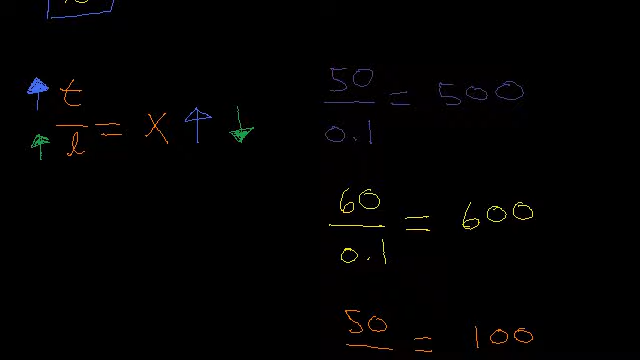 ↑ t / ↑ l = x ↑ ↓
50 / 0.1 = 500
60 / 0.1 = 600
50 / = 100